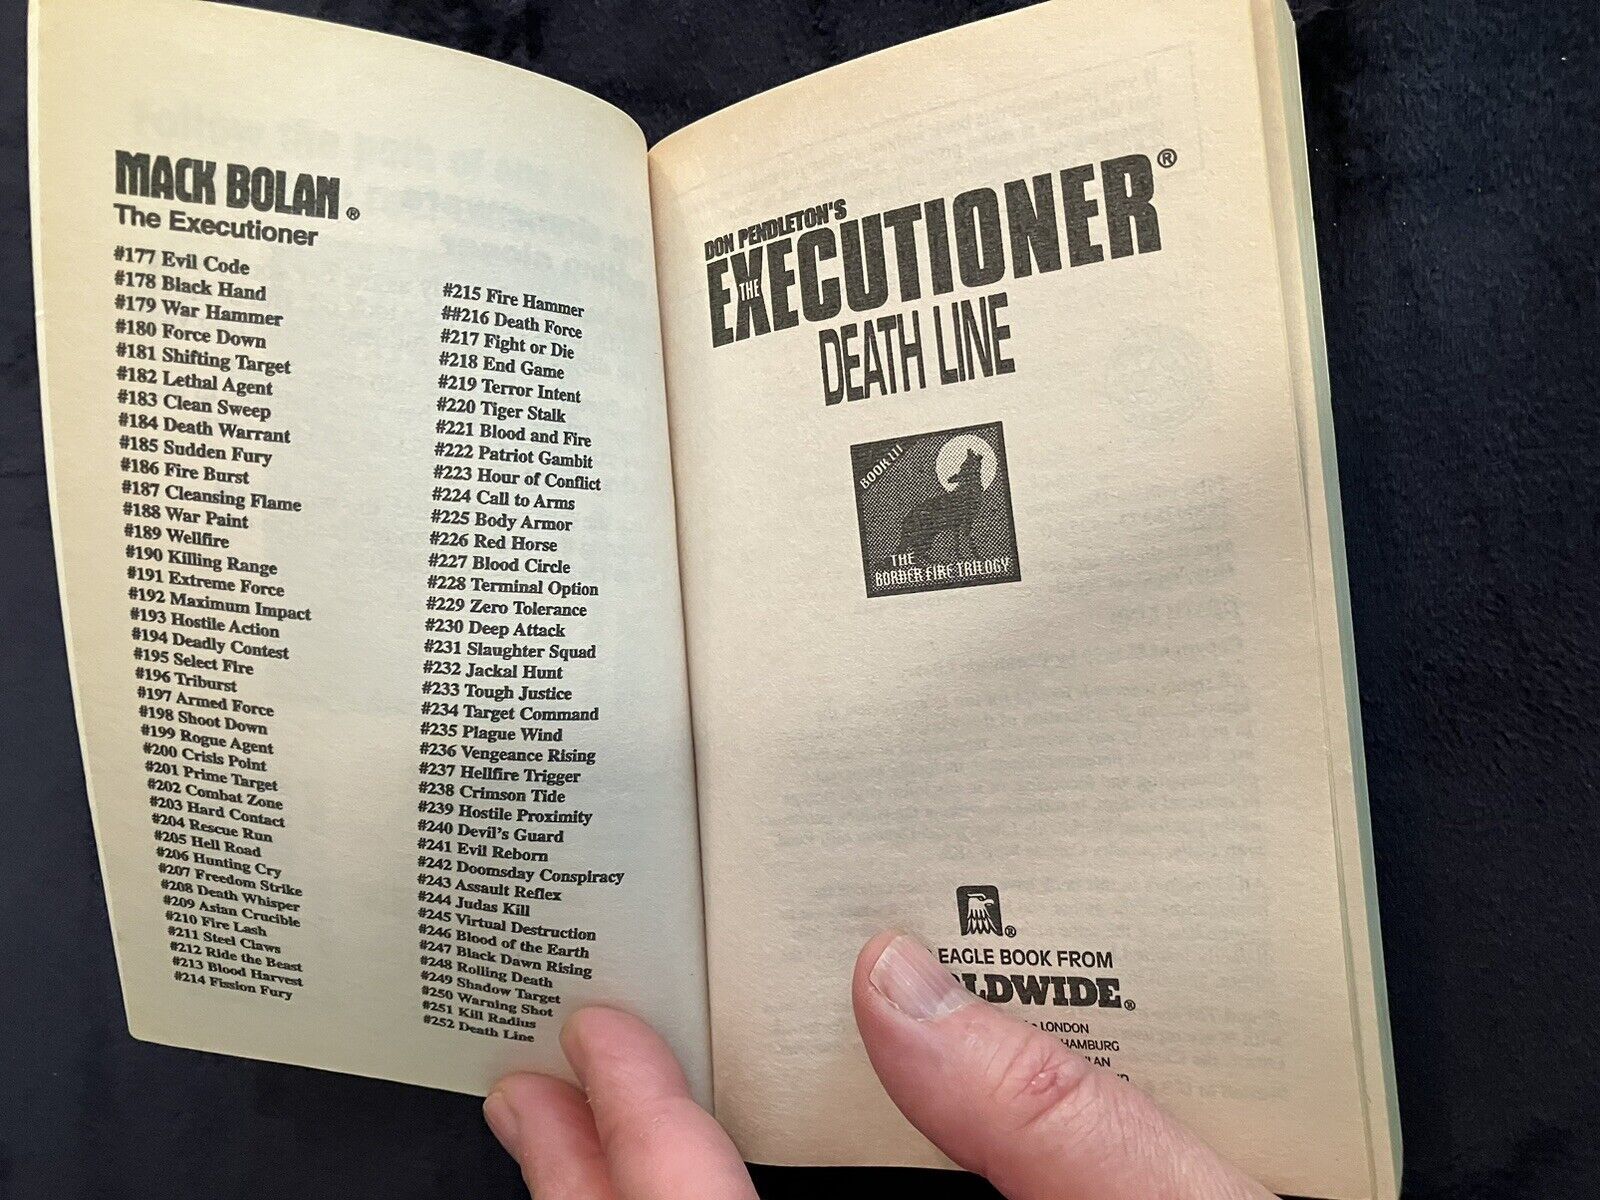 MACK BOLAN®
The Executioner
#177 Evil Code
#178 Black Hand
#179 War Hammer
#180 Force Down
#181 Shifting Target
#182 Lethal Agent
#183 Clean Sweep
#184 Death Warrant
#185 Sudden Fury
#186 Fire Burst
#187 Cleansing Flame
#188 War Paint
#189 Wellfire
#190 Killing Range
#191 Extreme Force
#192 Maximum Impact
#193 Hostile Action
#194 Deadly Contest
#195 Select Fire
#196 Triburst
#197 Armed Force
#198 Shoot Down
#199 Rogue Agent
#200 Crisis Point
#201 Prime Target
#202 Combat Zone
#203 Hard Contact
#204 Rescue Run
#205 Hell Road
#206 Hunting Cry
#207 Freedom Strike
#208 Death Whisper
#209 Asian Crucible
#210 Fire Lash
#211 Steel Claws
#212 Ride the Beast
#213 Blood Harvest
#214 Fission Fury
#215 Fire Hammer
##216 Death Force
#217 Fight or Die
#218 End Game
#219 Terror Intent
#220 Tiger Stalk
#221 Blood and Fire
#222 Patriot Gambit
#223 Hour of Conflict
#224 Call to Arms
#225 Body Armor
#226 Red Horse
#227 Blood Circle
#228 Terminal Option
#229 Zero Tolerance
#230 Deep Attack
#231 Slaughter Squad
#232 Jackal Hunt
#233 Tough Justice
#234 Target Command
#235 Plague Wind
#236 Vengeance Rising
#237 Hellfire Trigger
#238 Crimson Tide
#239 Hostile Proximity
#240 Devil's Guard
#241 Evil Reborn
#242 Doomsday Conspiracy
#243 Assault Reflex
#244 Judas Kill
#245 Virtual Destruction
#246 Blood of the Earth
#247 Black Dawn Rising
#248 Rolling Death
#249 Shadow Target
#250 Warning Shot
#251 Kill Radius
#252 Death Line
DON PENDLETON'S
THE EXECUTIONER®
DEATH LINE
BOOK III
THE
BORDER FIRE TRILOGY
®
EAGLE BOOK FROM
LDWIDE®
• LONDON
HAMBURG